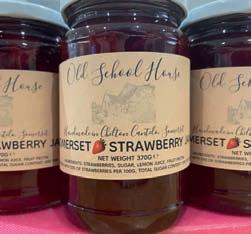 Old School House
Handmade in Chilton Cantelo, Somerset
SOMERSET STRAWBERRY JAM
NET WEIGHT 370G ℮
INGREDIENTS: STRAWBERRIES, SUGAR, LEMON JUICE, FRUIT PECTIN.
OF STRAWBERRIES PER 100G, TOTAL SUGAR CONTENT